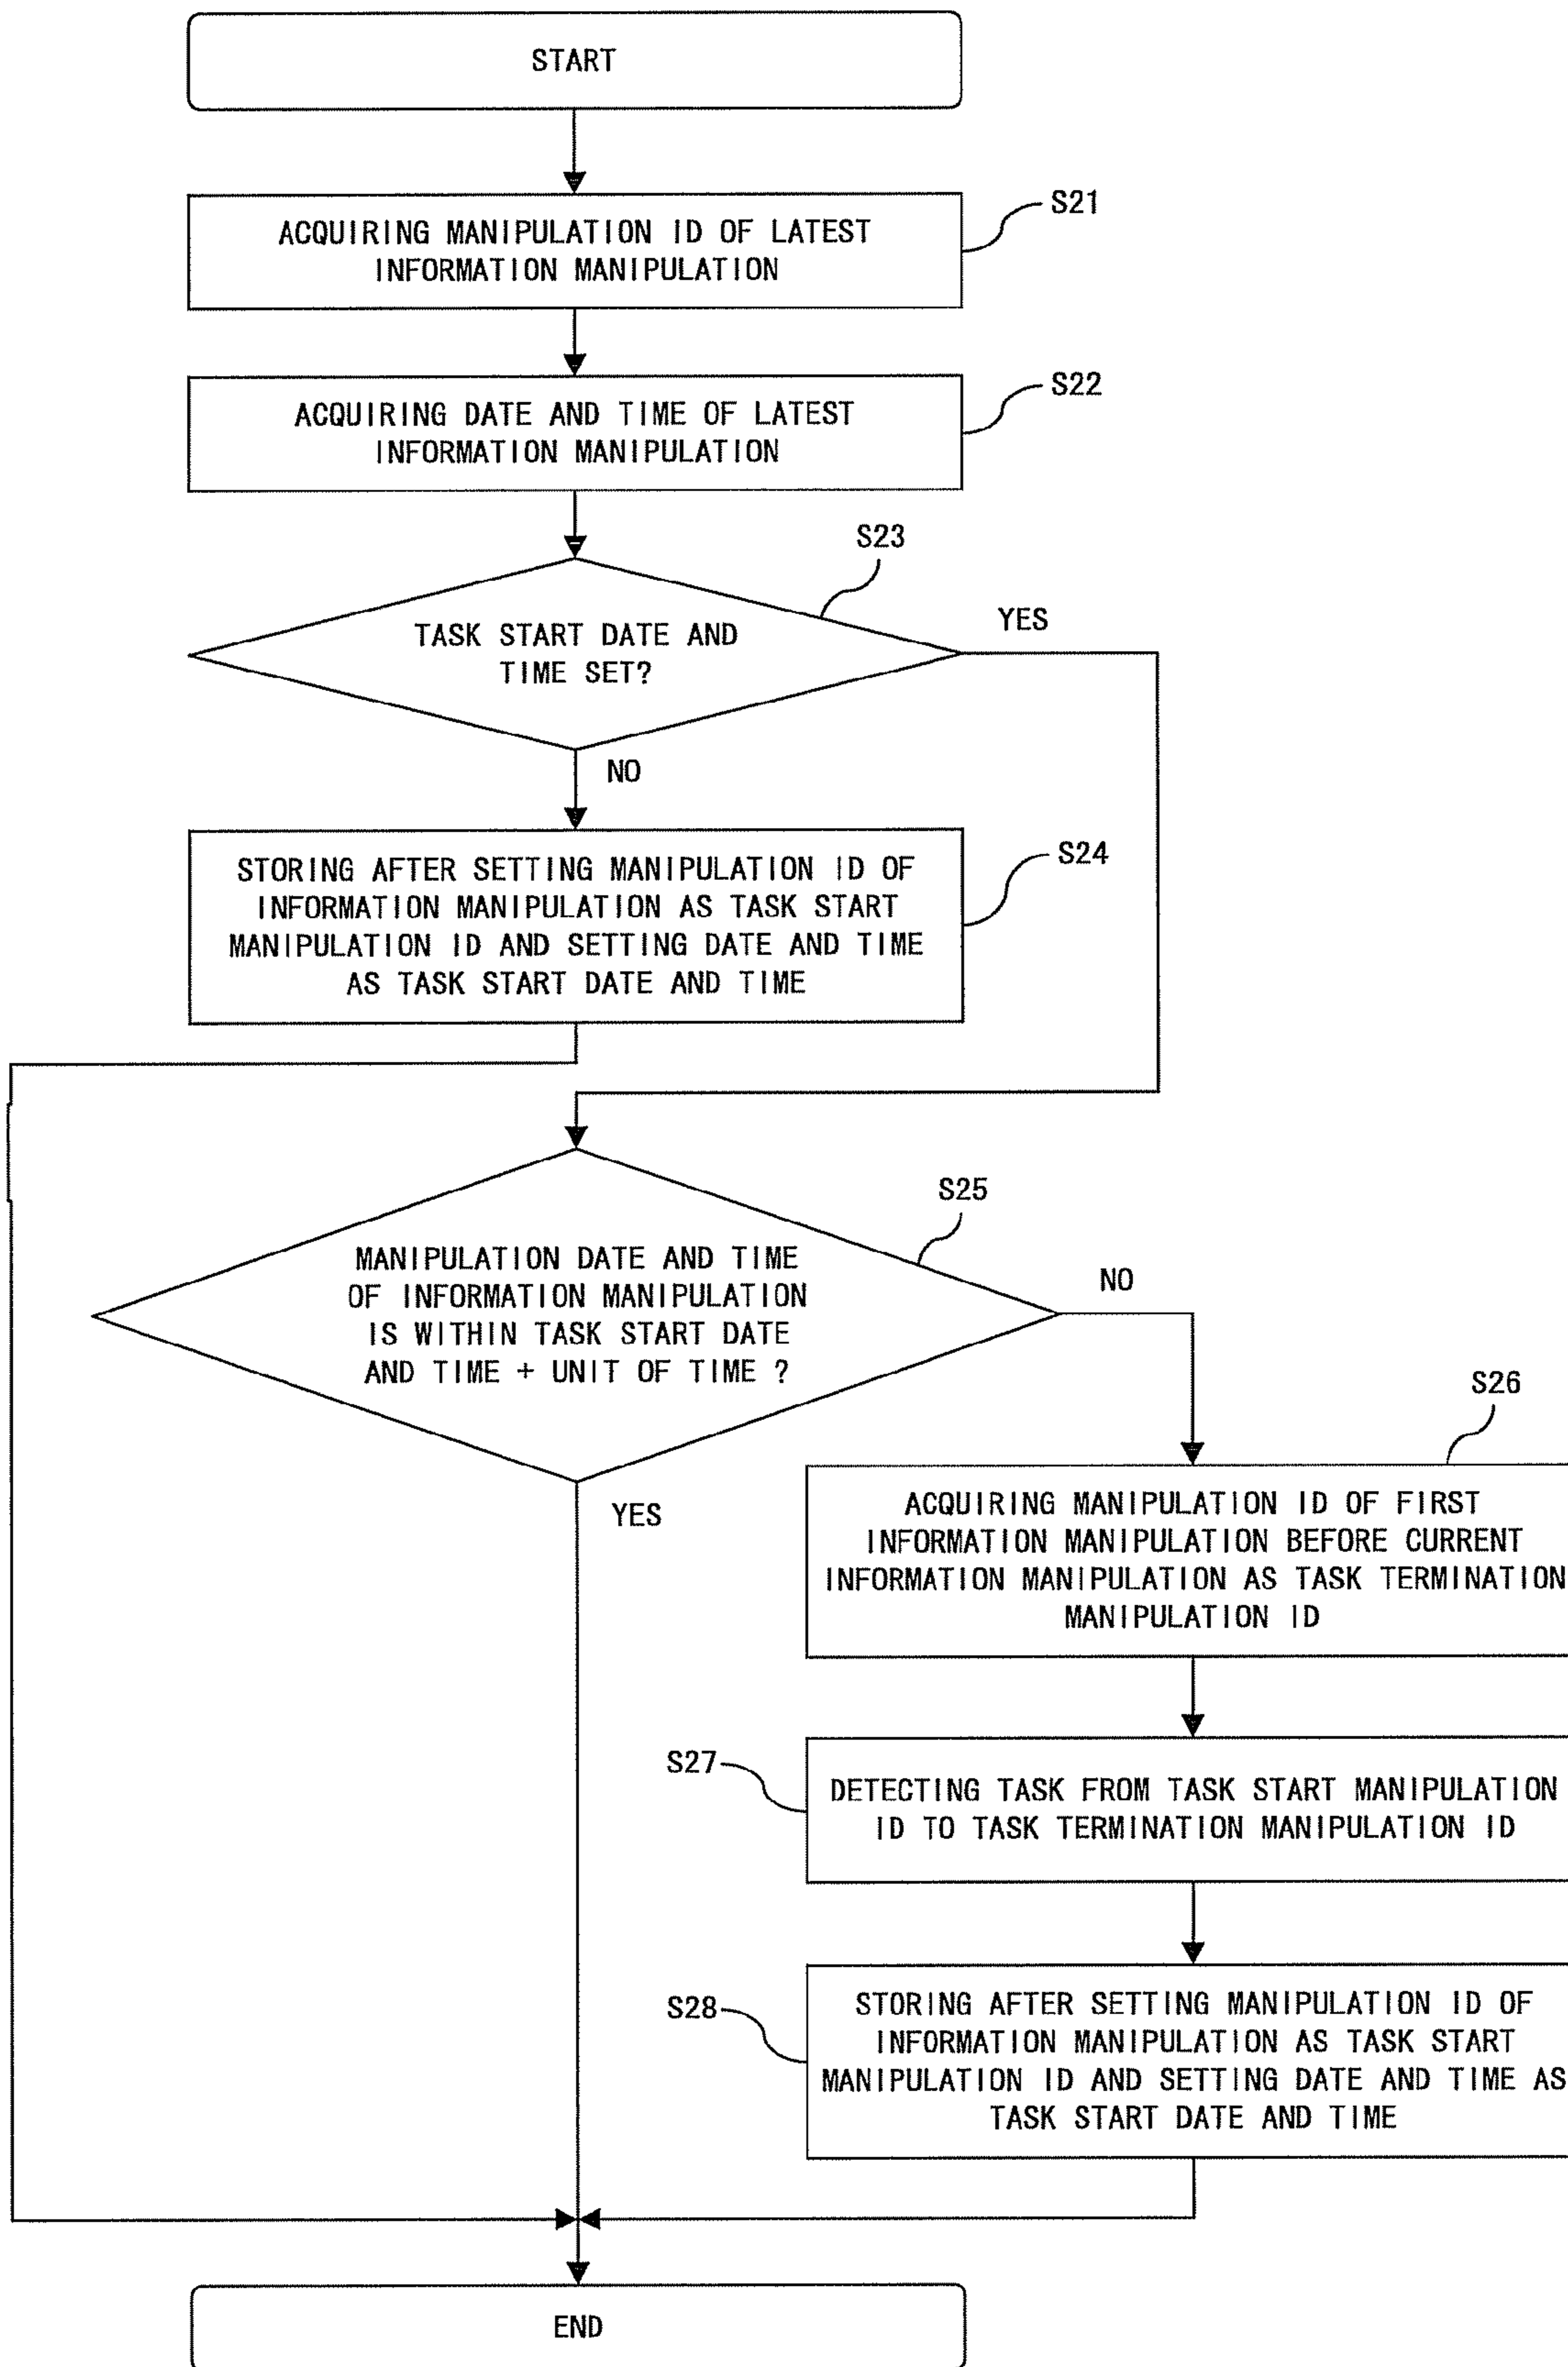 START
S21
ACQUIRING MANIPULATION ID OF LATEST
INFORMATION MANIPULATION
S22
ACQUIRING DATE AND TIME OF LATEST
INFORMATION MANIPULATION
S23
YES
TASK START DATE AND
TIME SET?
NO
S24
STORING AFTER SETTING MANIPULATION ID OF
INFORMATION MANIPULATION AS TASK START
MANIPULATION ID AND SETTING DATE AND TIME
AS TASK START DATE AND TIME
S25
MANIPULATION DATE AND TIME
OF INFORMATION MANIPULATION
IS WITHIN TASK START DATE
AND TIME + UNIT OF TIME ?
NO
YES
S26
ACQUIRING MANIPULATION ID OF FIRST
INFORMATION MANIPULATION BEFORE CURRENT
INFORMATION MANIPULATION AS TASK TERMINATION
MANIPULATION ID
S27
DETECTING TASK FROM TASK START MANIPULATION
ID TO TASK TERMINATION MANIPULATION ID
S28
STORING AFTER SETTING MANIPULATION ID OF
INFORMATION MANIPULATION AS TASK START
MANIPULATION ID AND SETTING DATE AND TIME AS
TASK START DATE AND TIME
END